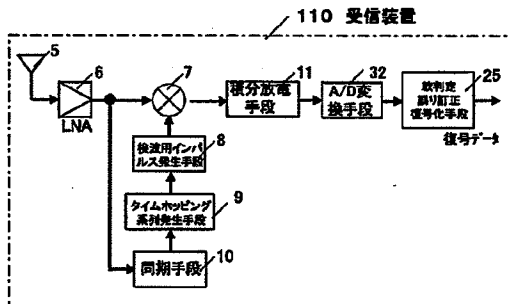 110 受信装置
5
6
LNA
7
積分放電
手段
11
A/D変
換手段
32
軟判定
誤り訂正
復号化手段
25
復号データ
検波用インパ
ルス発生手段
8
タイムホッピング
系列発生手段
9
同期手段
10